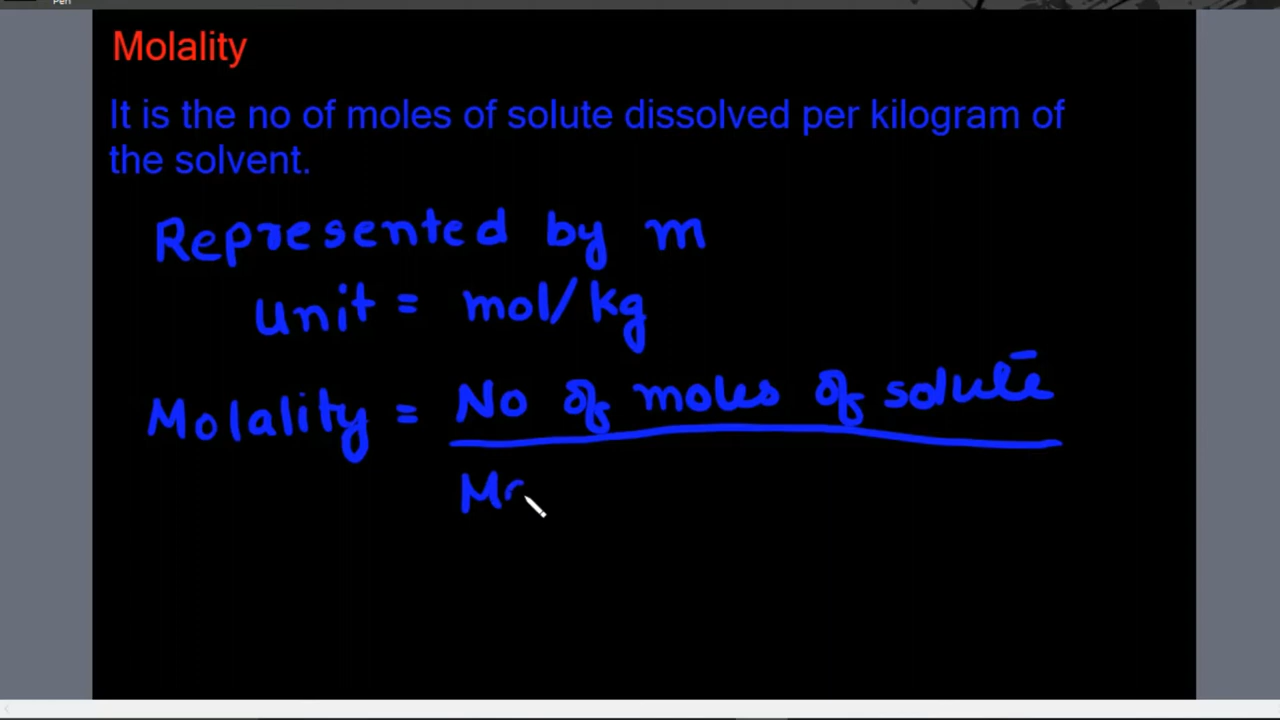 Pen
Molality
It is the no of moles of solute dissolved per kilogram of
the solvent.
Represented by m
unit = mol/kg
Molality = No of moles of solute
M